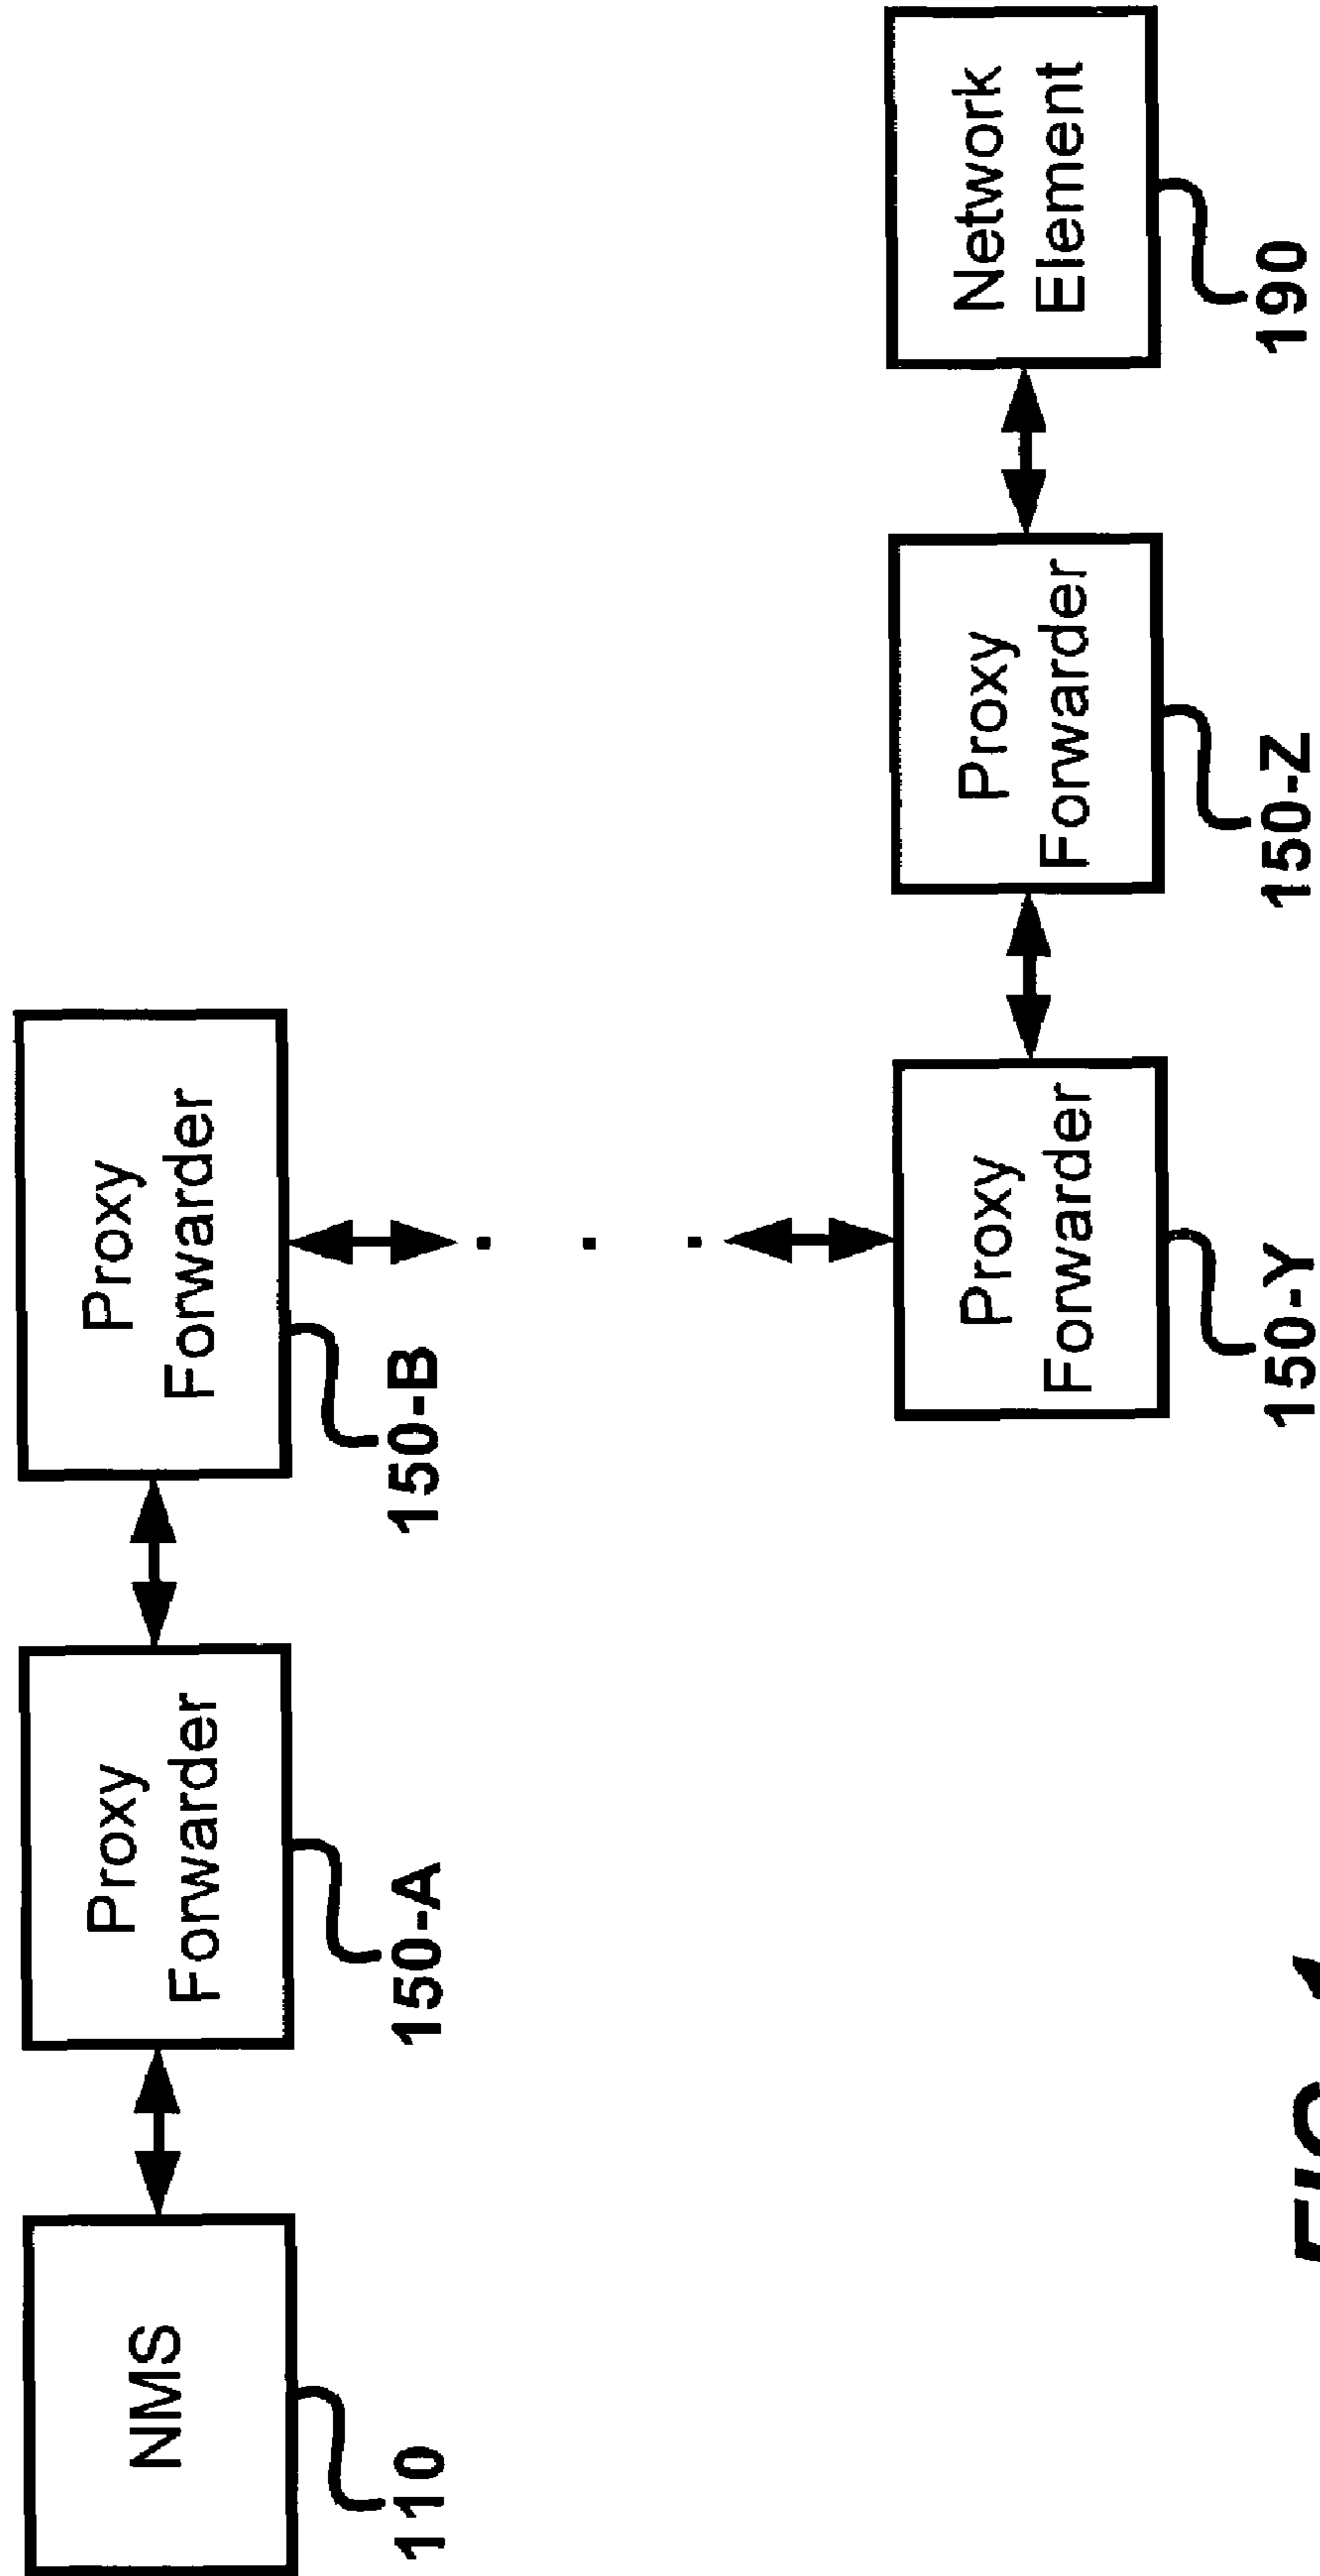 NMS
110
Proxy
Forwarder
150-A
Proxy
Forwarder
150-B
Proxy
Forwarder
150-Y
Proxy
Forwarder
150-Z
Network
Element
190